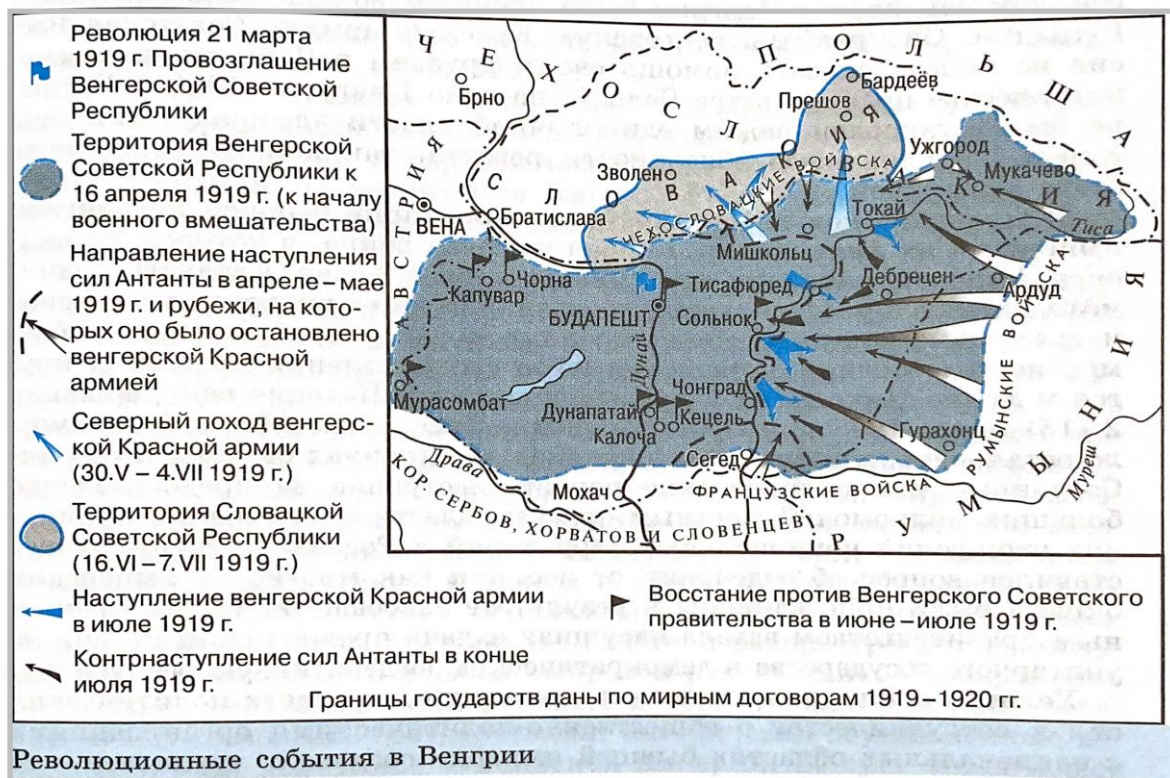 Революция 21 марта
1919 г. Провозглашение
Венгерской Советской
Республики
Территория Венгерской
Советской Республики к
16 апреля 1919 г. (к началу
военного вмешательства)
Направление наступления
сил Антанты в апреле – мае
1919 г. и рубежи, на кото-
рых оно было остановлено
венгерской Красной
армией
Северный поход венгерс-
кой Красной армии
(30.V – 4.VII 1919 г.)
Территория Словацкой
Советской Республики
(16.VI – 7.VII 1919 г.)
Наступление венгерской Красной армии
в июле 1919 г.
Контрнаступление сил Антанты в конце
июля 1919 г.
Восстание против Венгерского Советского
правительства в июне – июле 1919 г.
Границы государств даны по мирным договорам 1919 – 1920 гг.
ЧЕХОСЛОВАКИЯ
ПОЛЬША
Брно
Бардеёв
Прешов
Ужгород
Мукачево
Зволен
ЧЕХОСЛОВАЦКИЕ ВОЙСКА
Братислава
ВЕНА
АВСТРИЯ
Токай
Тиса
Мишкольц
Чорна
Капувар
Тисафюред
Дебрецен
Ардуд
БУДАПЕШТ
Сольнок
Дунай
Чонград
Мурасомбат
Дунапатай
Кецель
Калоча
Гурахонц
РУМЫНСКИЕ ВОЙСКА
Сегед
Драва
Мохач
ФРАНЦУЗСКИЕ ВОЙСКА
Муреш
КОР. СЕРБОВ, ХОРВАТОВ И СЛОВЕНЦЕВ
РУМЫНИЯ
Революционные события в Венгрии